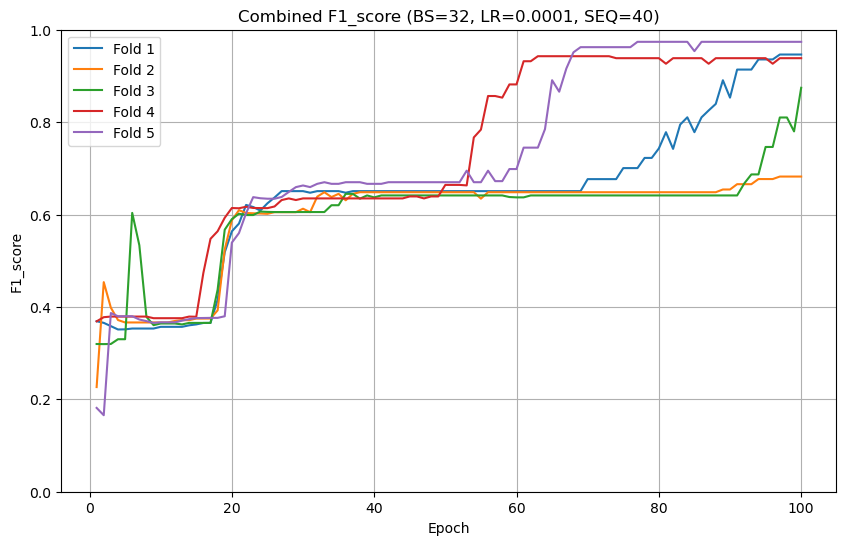 Combined F1_score (BS=32, LR=0.0001, SEQ=40)
Fold 1
Fold 2
Fold 3
Fold 4
Fold 5
F1_score
1.0
0.8
0.6
0.4
0.2
0.0
0
20
40
60
80
100
Epoch